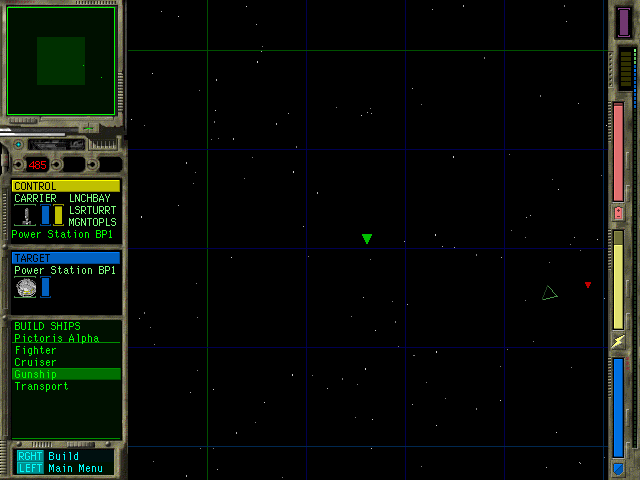 485
CONTROL
CARRIER LNCHBAY
LSRTURRT
MGNTOPLS
Power Station BP1
TARGET
Power Station BP1
BUILD SHIPS
Pictoris Alpha
Fighter
Cruiser
Gunship
Transport
RGHT Build
LEFT Main Menu